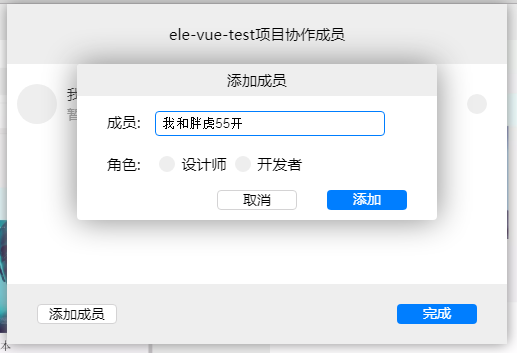 ele-vue-test项目协作成员
添加成员
我
暂
成员: 我和胖虎55开
角色: 设计师 开发者
取消 添加
添加成员 完成
本